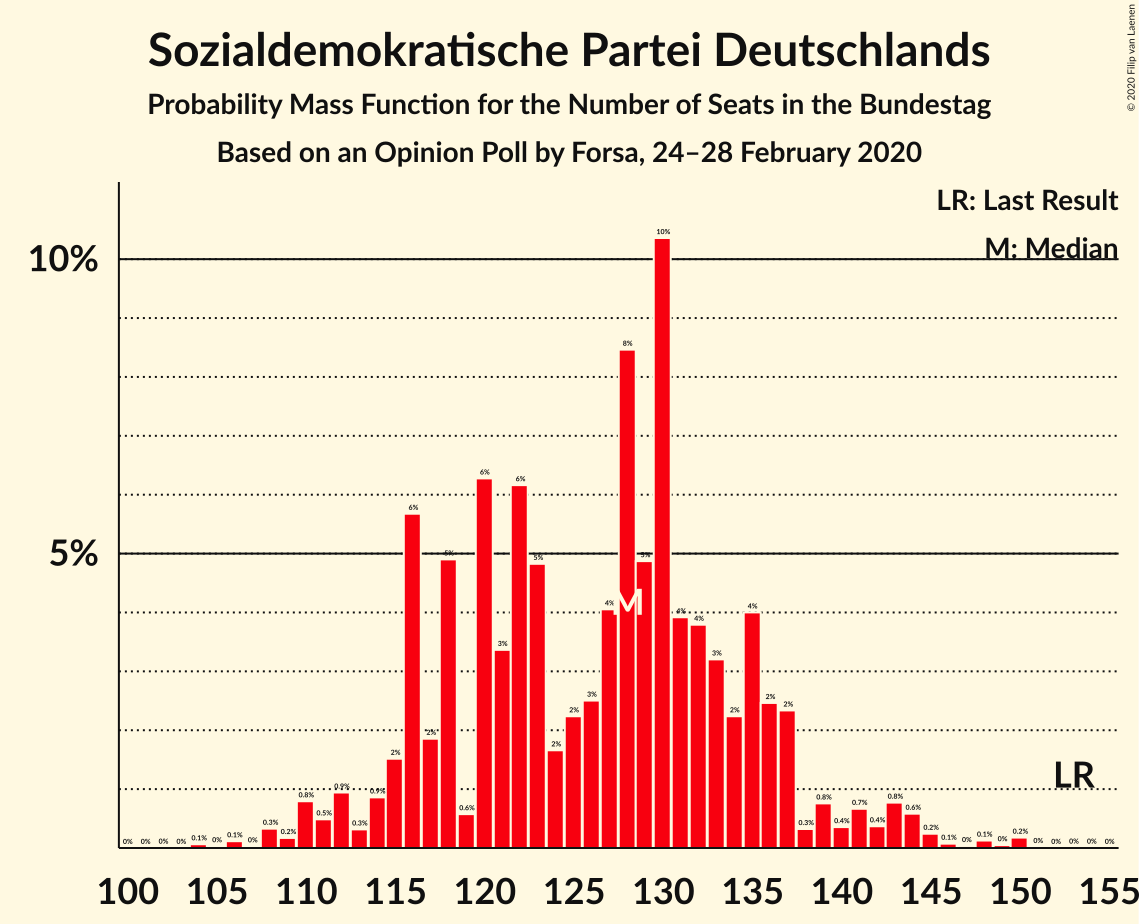 Sozialdemokratische Partei Deutschlands
Probability Mass Function for the Number of Seats in the Bundestag
Based on an Opinion Poll by Forsa, 24–28 February 2020
© 2020 Filip van Laenen
LR: Last Result
M: Median
10%
5%
0% 0% 0% 0% 0.1% 0% 0.1% 0% 0.3% 0.2% 0.8% 0.5% 0.9% 0.3% 0.9% 2% 6% 2% 5% 0.6% 6% 3% 6% 5% 2% 2% 3% 4% 8% 5% 10% 4% 4% 3% 2% 4% 2% 2% 0.3% 0.8% 0.4% 0.7% 0.4% 0.8% 0.6% 0.2% 0.1% 0% 0.1% 0% 0.2% 0% 0% 0% 0% 0%
M
LR
100 105 110 115 120 125 130 135 140 145 150 155